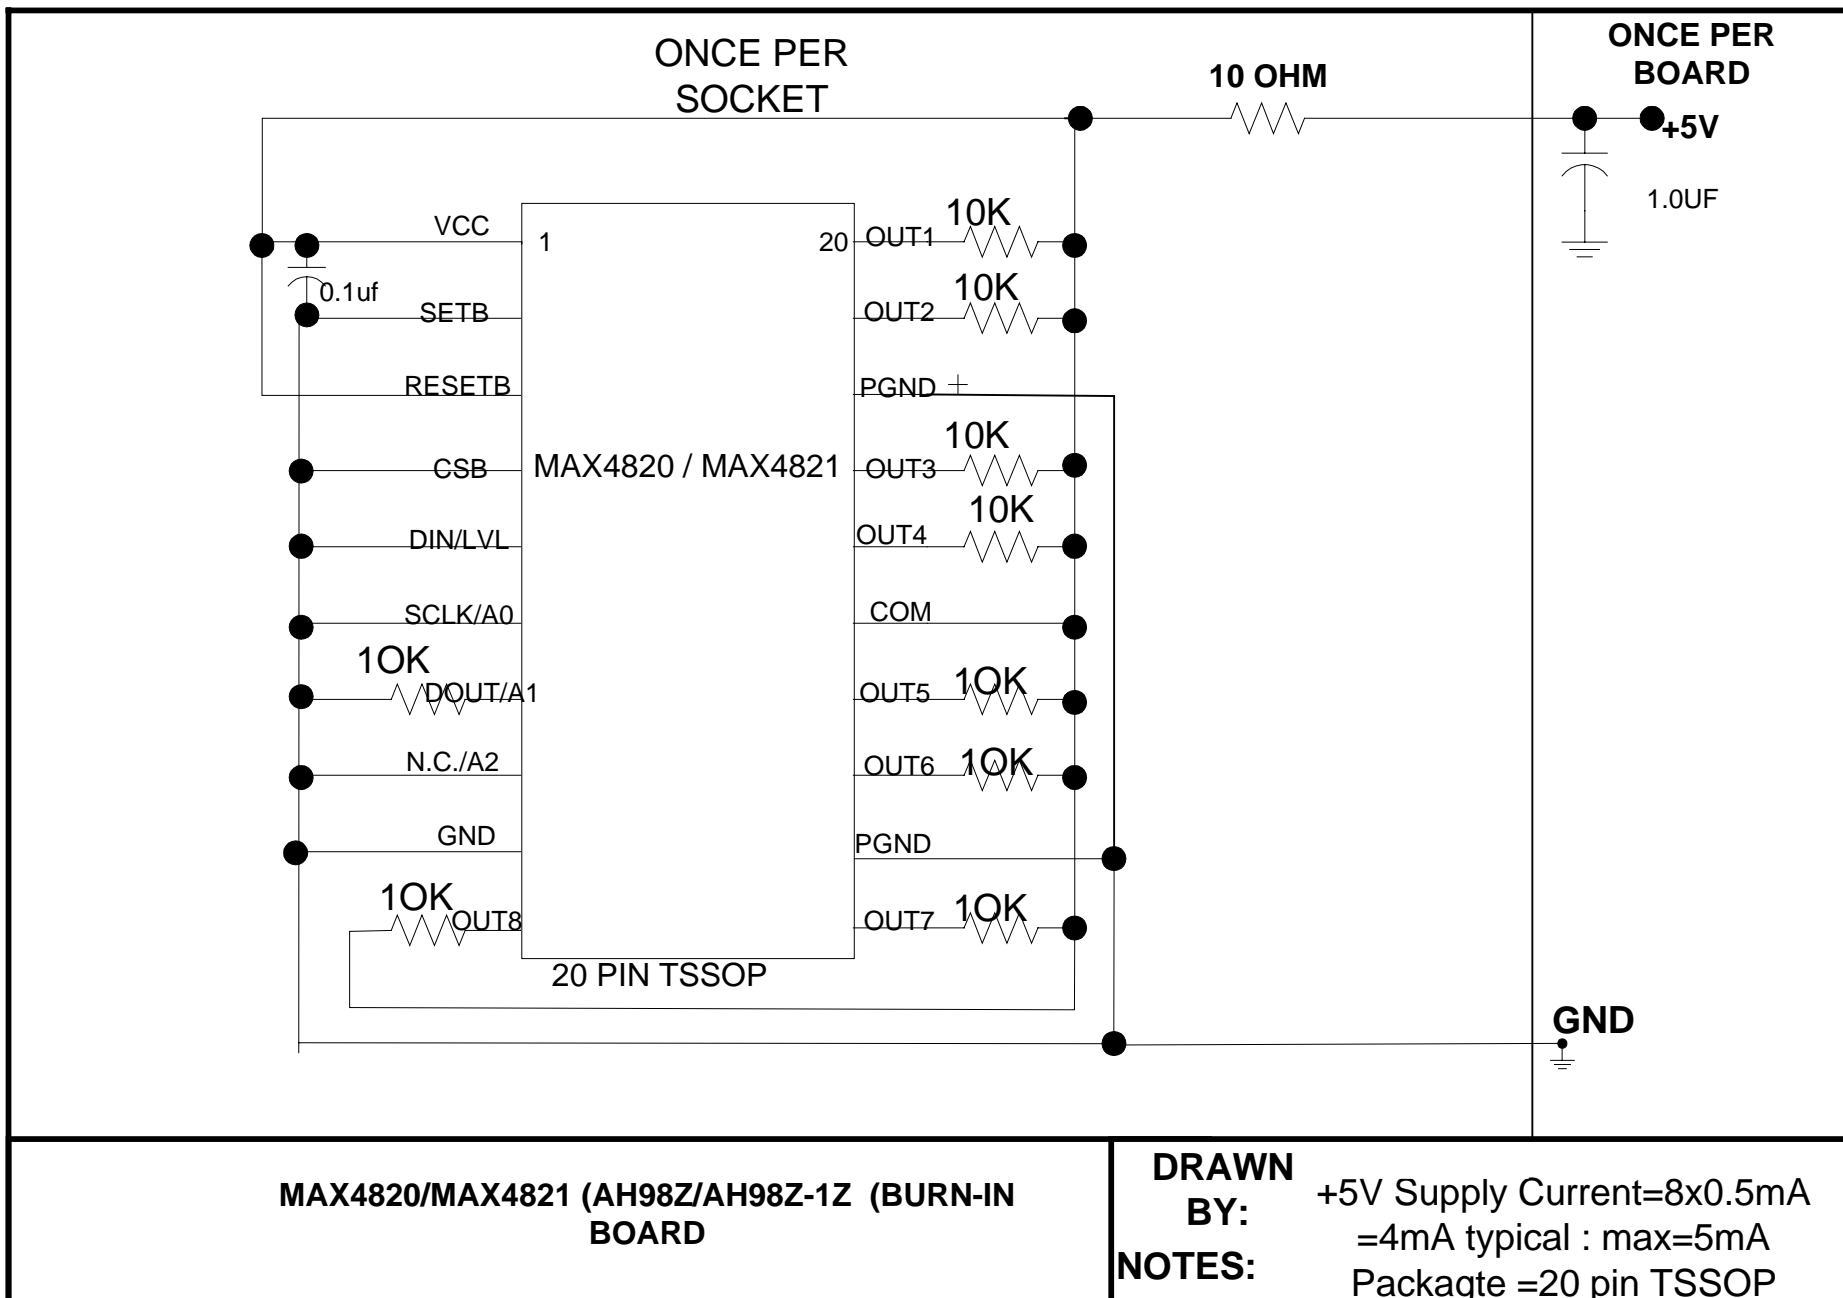 ONCE PER
SOCKET
10 OHM
ONCE PER
BOARD
+5V
1.0UF
VCC
1
20
OUT1
10K
0.1uf
SETB
OUT2
10K
RESETB
PGND
CSB
MAX4820 / MAX4821
OUT3
10K
DIN/LVL
OUT4
10K
SCLK/A0
COM
1OK
DOUT/A1
OUT5
1OK
N.C./A2
OUT6
1OK
GND
PGND
1OK
OUT8
OUT7
1OK
20 PIN TSSOP
GND
MAX4820/MAX4821 (AH98Z/AH98Z-1Z (BURN-IN
BOARD
DRAWN
BY:
NOTES:
+5V Supply Current=8x0.5mA
=4mA typical : max=5mA
Packagte =20 pin TSSOP